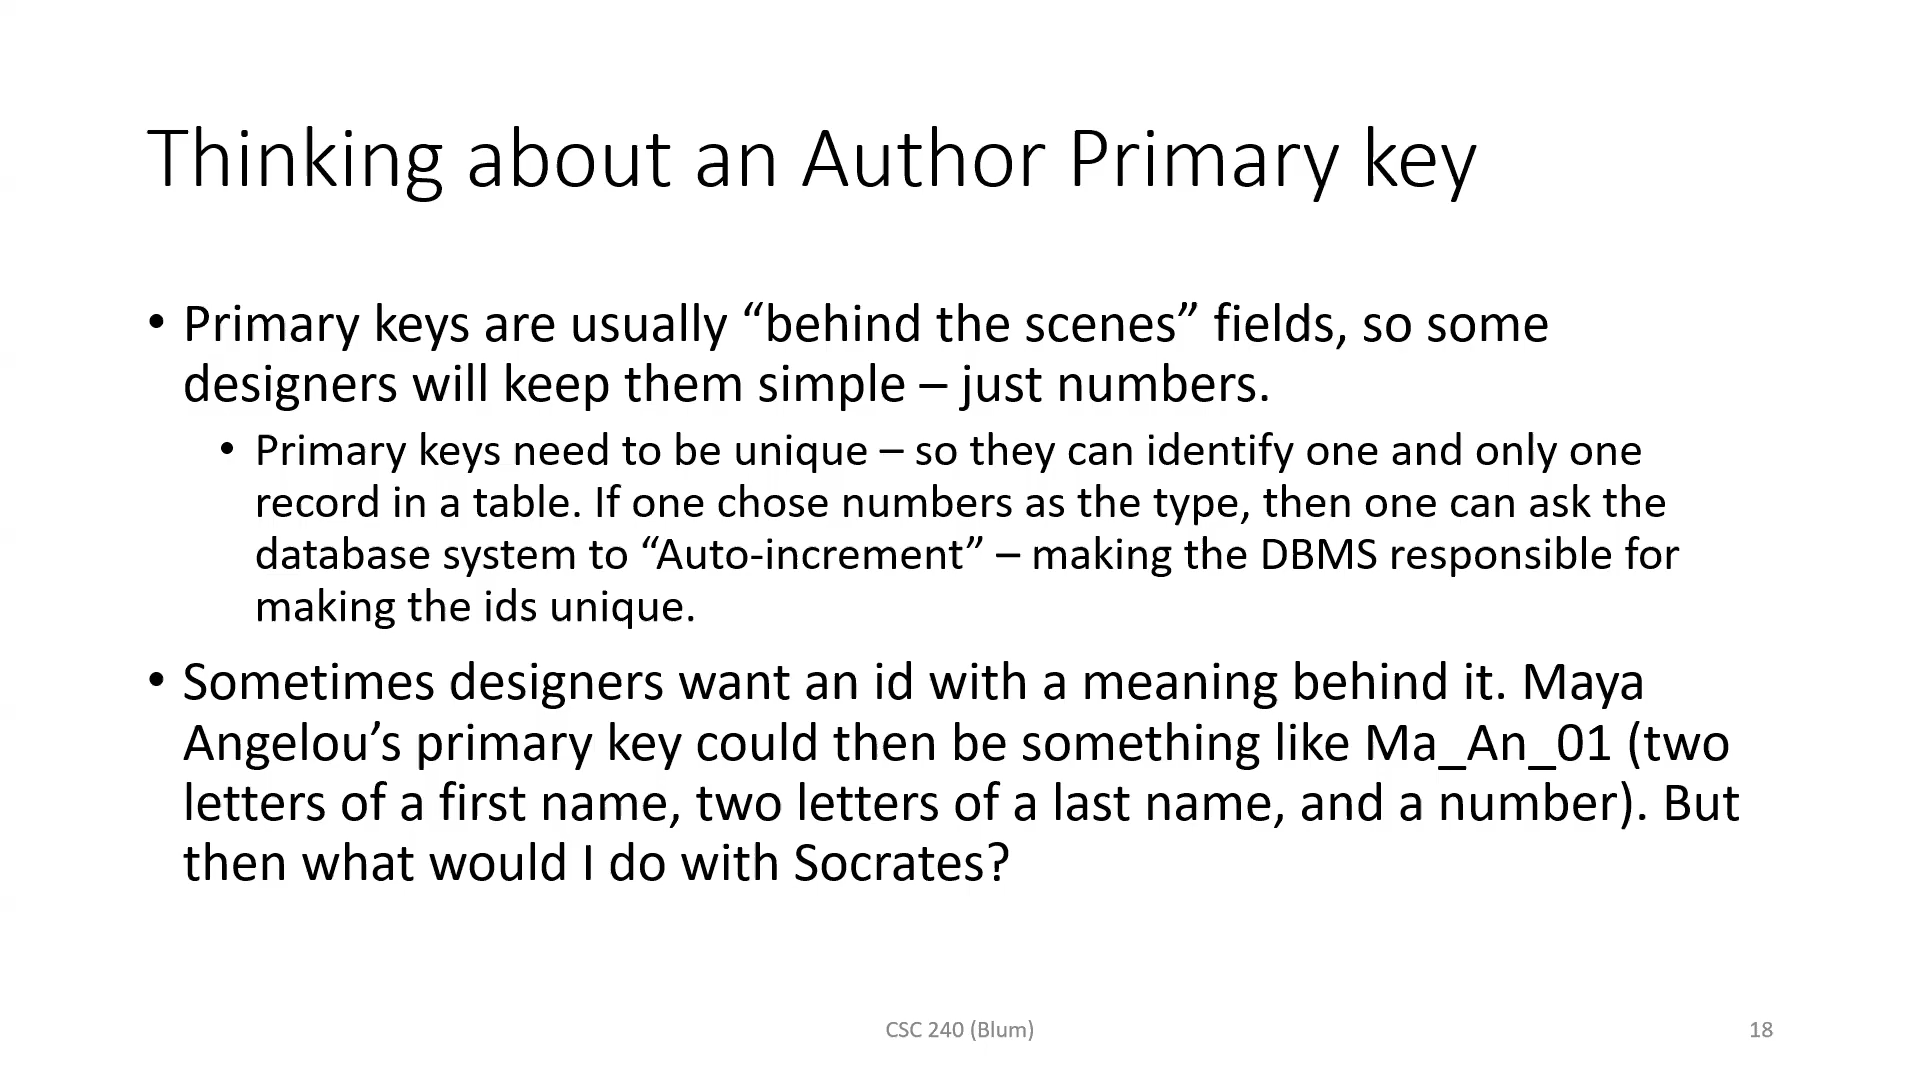 Thinking about an Author Primary key
• Primary keys are usually “behind the scenes” fields, so some
designers will keep them simple – just numbers.
• Primary keys need to be unique – so they can identify one and only one
record in a table. If one chose numbers as the type, then one can ask the
database system to “Auto-increment” – making the DBMS responsible for
making the ids unique.
• Sometimes designers want an id with a meaning behind it. Maya
Angelou’s primary key could then be something like Ma_An_01 (two
letters of a first name, two letters of a last name, and a number). But
then what would I do with Socrates?
CSC 240 (Blum)
18